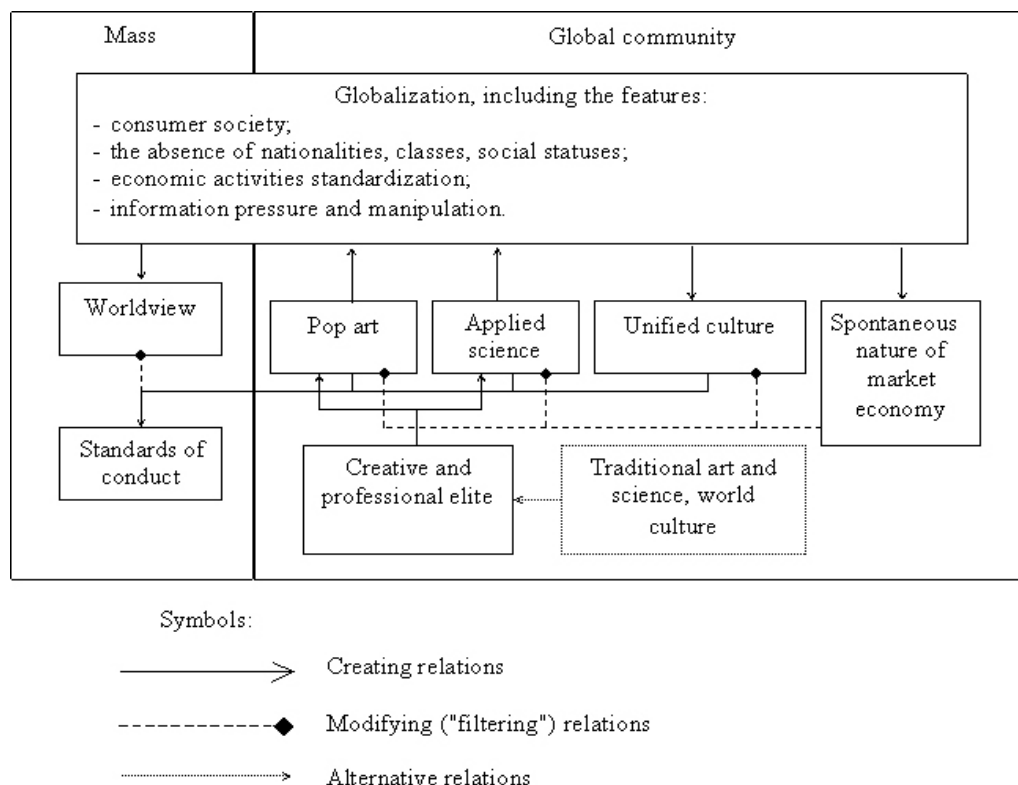 Mass
Global community
Globalization, including the features:
- consumer society;
- the absence of nationalities, classes, social statuses;
- economic activities standardization;
- information pressure and manipulation.
Worldview
Pop art
Applied
science
Unified culture
Spontaneous
nature of
market
economy
Standards of
conduct
Creative and
professional elite
Traditional art and
science, world
culture
Symbols:
Creating relations
Modifying ("filtering") relations
Alternative relations